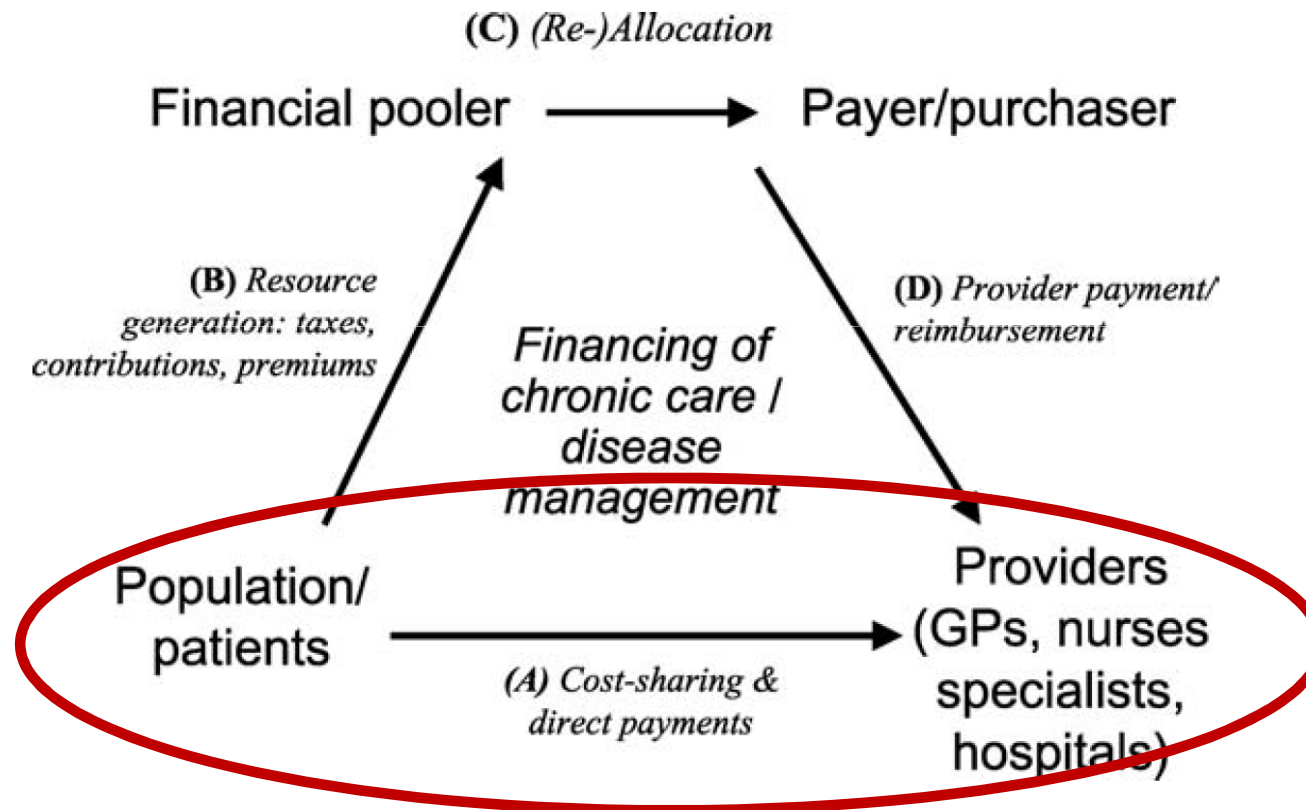 (C) (Re-)Allocation
Financial pooler
Payer/purchaser
(B) Resource
generation: taxes,
contributions, premiums
(D) Provider payment/
reimbursement
Financing of
chronic care /
disease
management
Population/
patients
(A) Cost-sharing &
direct payments
Providers
(GPs, nurses
specialists,
hospitals)